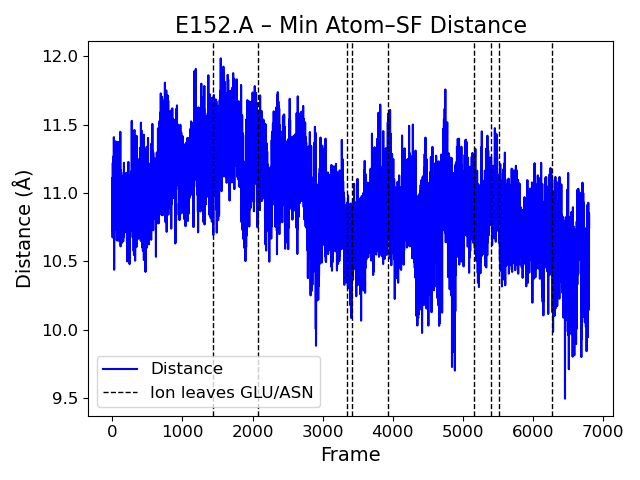 E152.A – Min Atom–SF Distance
Distance (Å)
12.0
11.5
11.0
10.5
10.0
9.5
Distance
Ion leaves GLU/ASN
0 1000 2000 3000 4000 5000 6000 7000
Frame